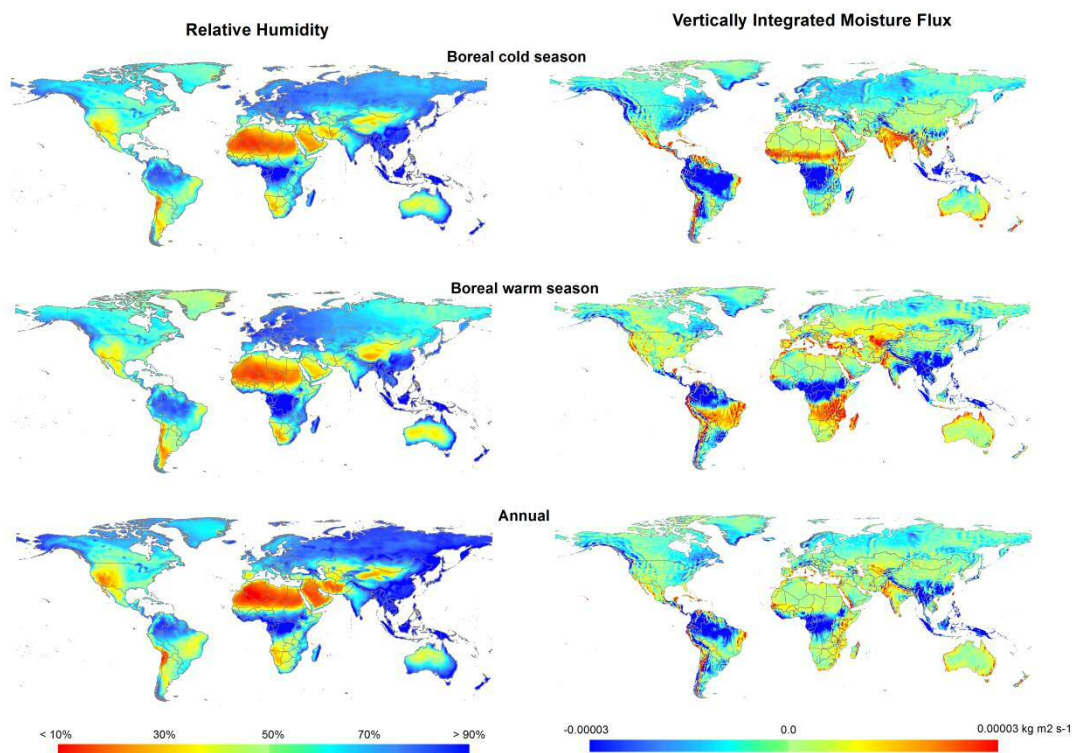 Relative Humidity
Vertically Integrated Moisture Flux
Boreal cold season
Boreal warm season
Annual
< 10% 30% 50% 70% > 90%
-0.00003 0.0 0.00003 kg m2 s-1